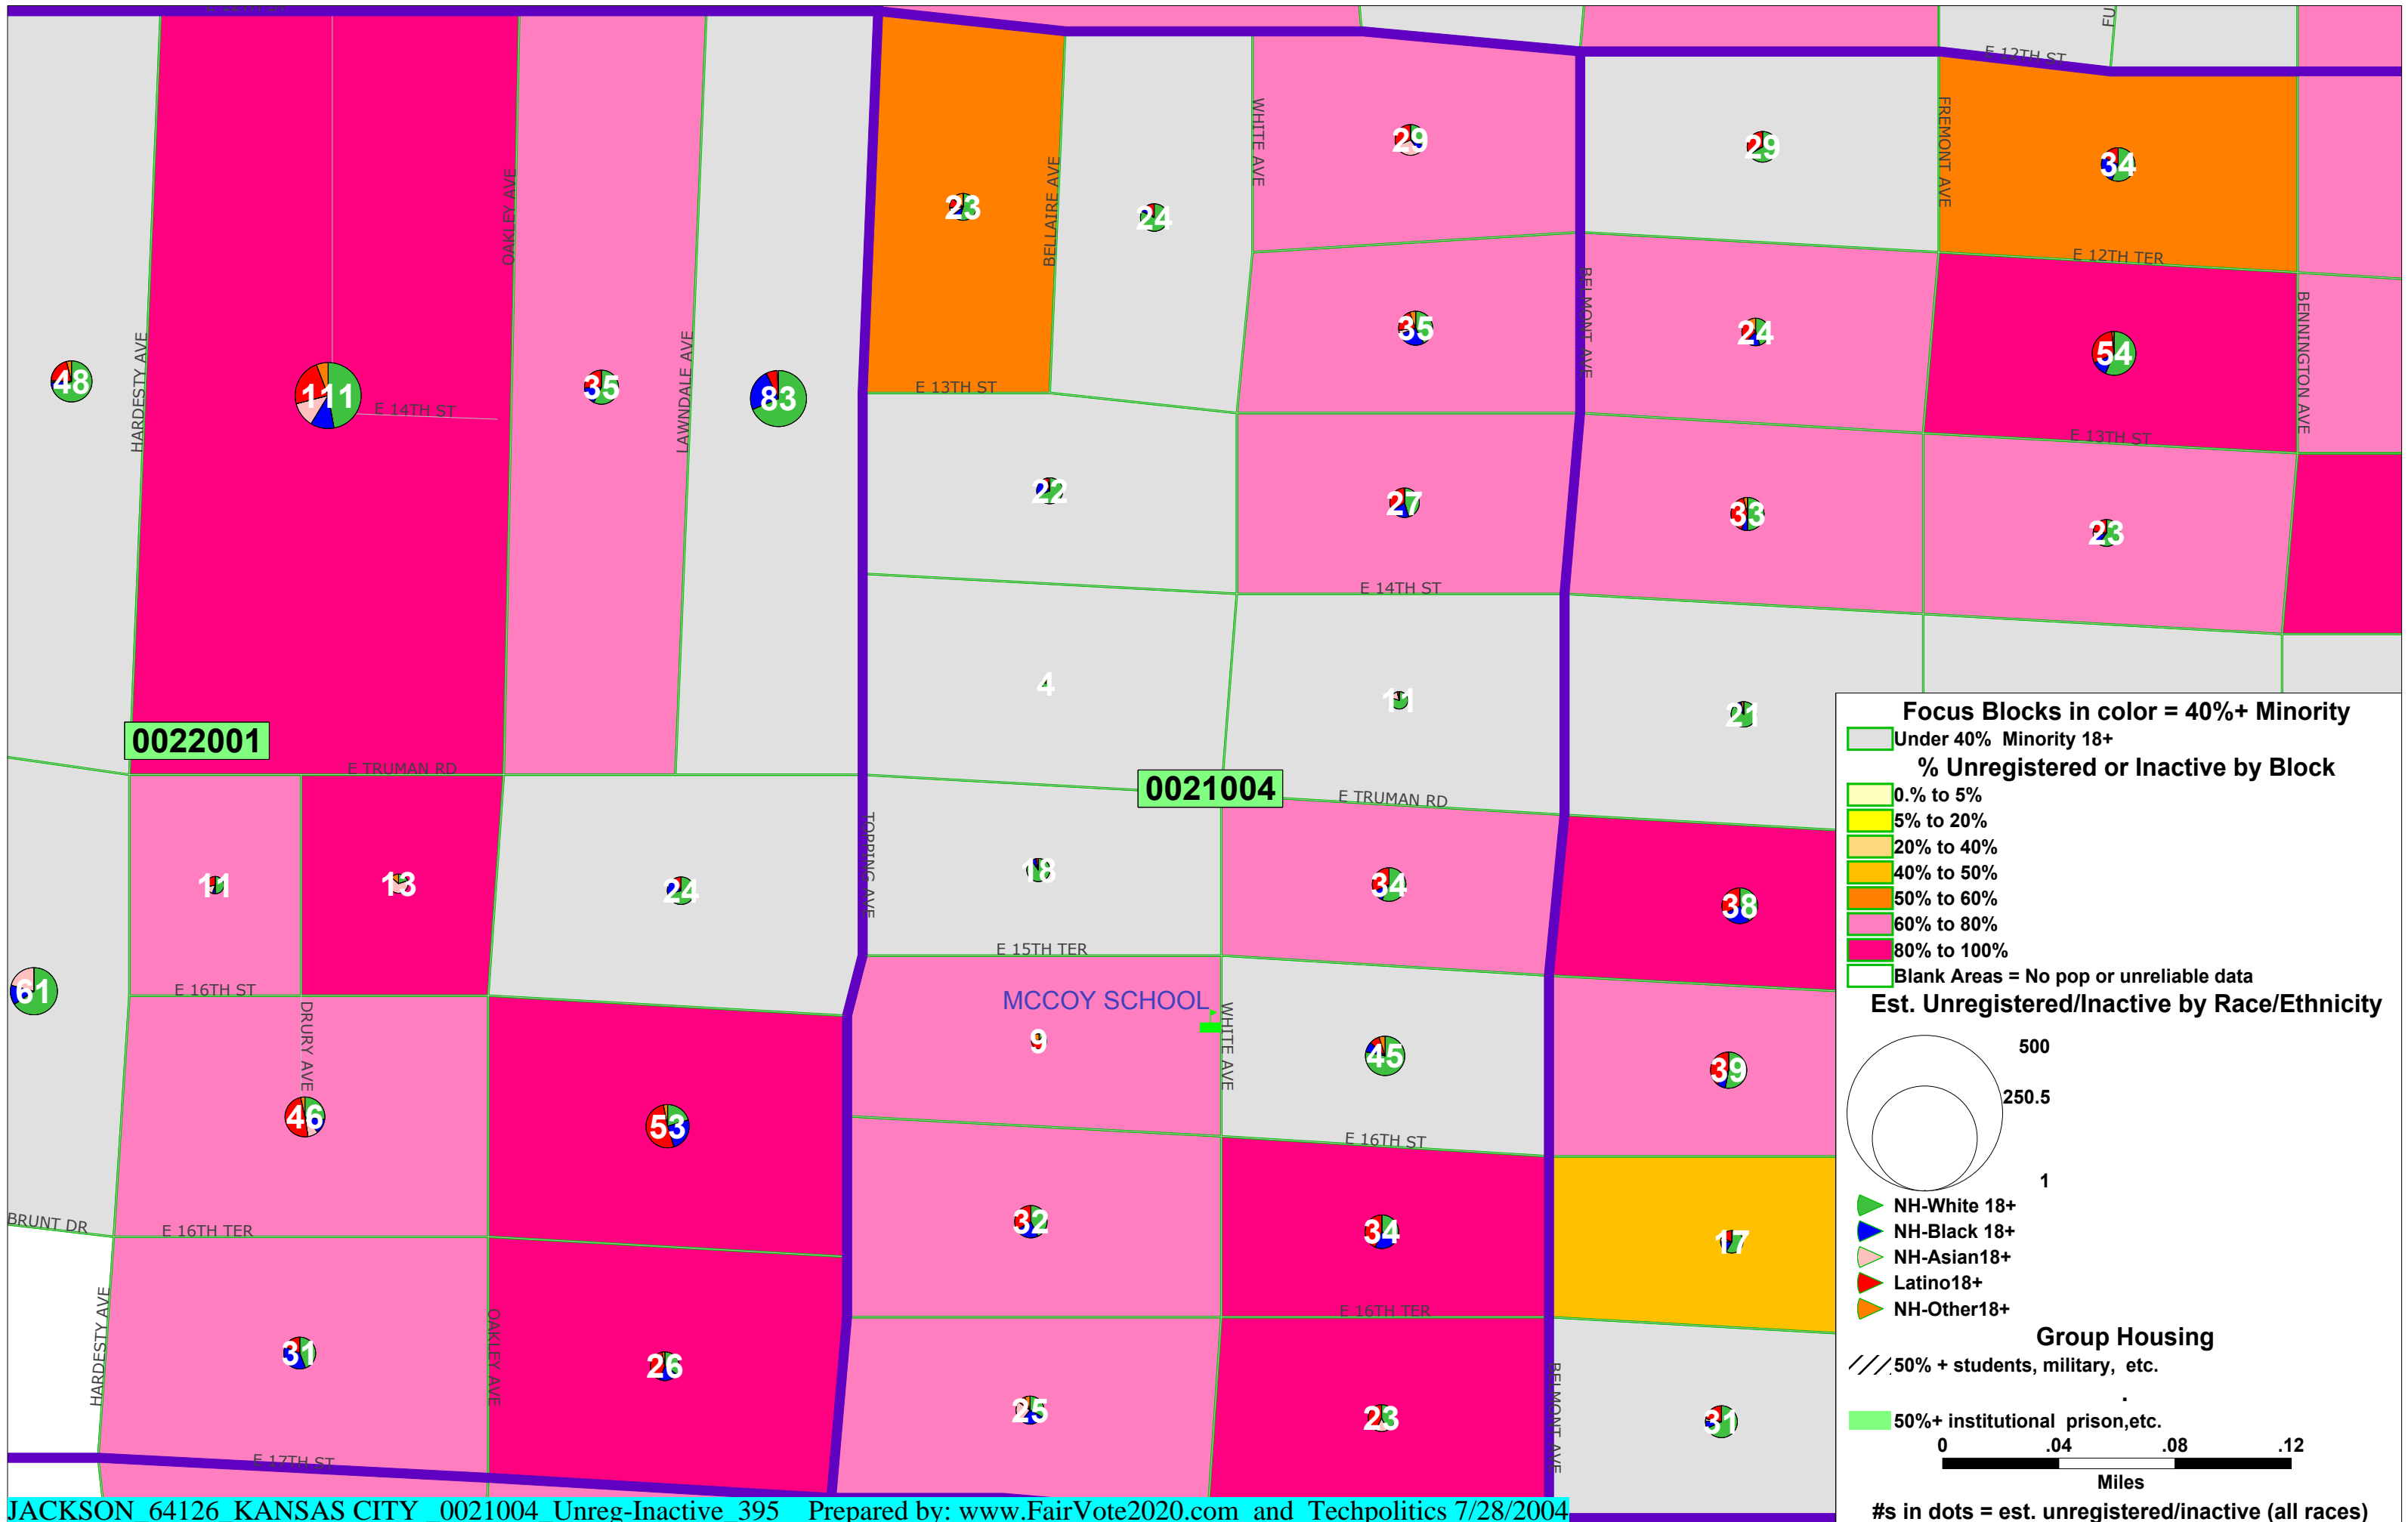 E 12TH ST
FU
E 12TH ST
WHITE AVE
FREMONT AVE
29
29
34
OAKLEY AVE
BELLAIRE AVE
23
24
E 12TH TER
BELMONT AVE
BENNINGTON AVE
HARDESTY AVE
LAWNDALE AVE
35
24
54
48
111
E 14TH ST
35
83
E 13TH ST
E 13TH ST
22
27
33
23
E 14TH ST
4
11
21
0022001
E TRUMAN RD
0021004
E TRUMAN RD
TOPPING AVE
11
13
24
18
34
38
E 15TH TER
61
E 16TH ST
DRURY AVE
MCCOY SCHOOL
WHITE AVE
9
45
39
46
53
E 16TH ST
BRUNT DR
E 16TH TER
32
34
17
HARDESTY AVE
OAKLEY AVE
E 16TH TER
BELMONT AVE
31
26
25
23
31
E 17TH ST
Focus Blocks in color = 40%+ Minority
Under 40% Minority 18+
% Unregistered or Inactive by Block
0.% to 5%
5% to 20%
20% to 40%
40% to 50%
50% to 60%
60% to 80%
80% to 100%
Blank Areas = No pop or unreliable data
Est. Unregistered/Inactive by Race/Ethnicity
500
250.5
1
NH-White 18+
NH-Black 18+
NH-Asian18+
Latino18+
NH-Other18+
Group Housing
50% + students, military, etc.
.
50%+ institutional prison,etc.
0 .04 .08 .12
Miles
#s in dots = est. unregistered/inactive (all races)
JACKSON 64126 KANSAS CITY 0021004 Unreg-Inactive 395 Prepared by: www.FairVote2020.com and Techpolitics 7/28/2004